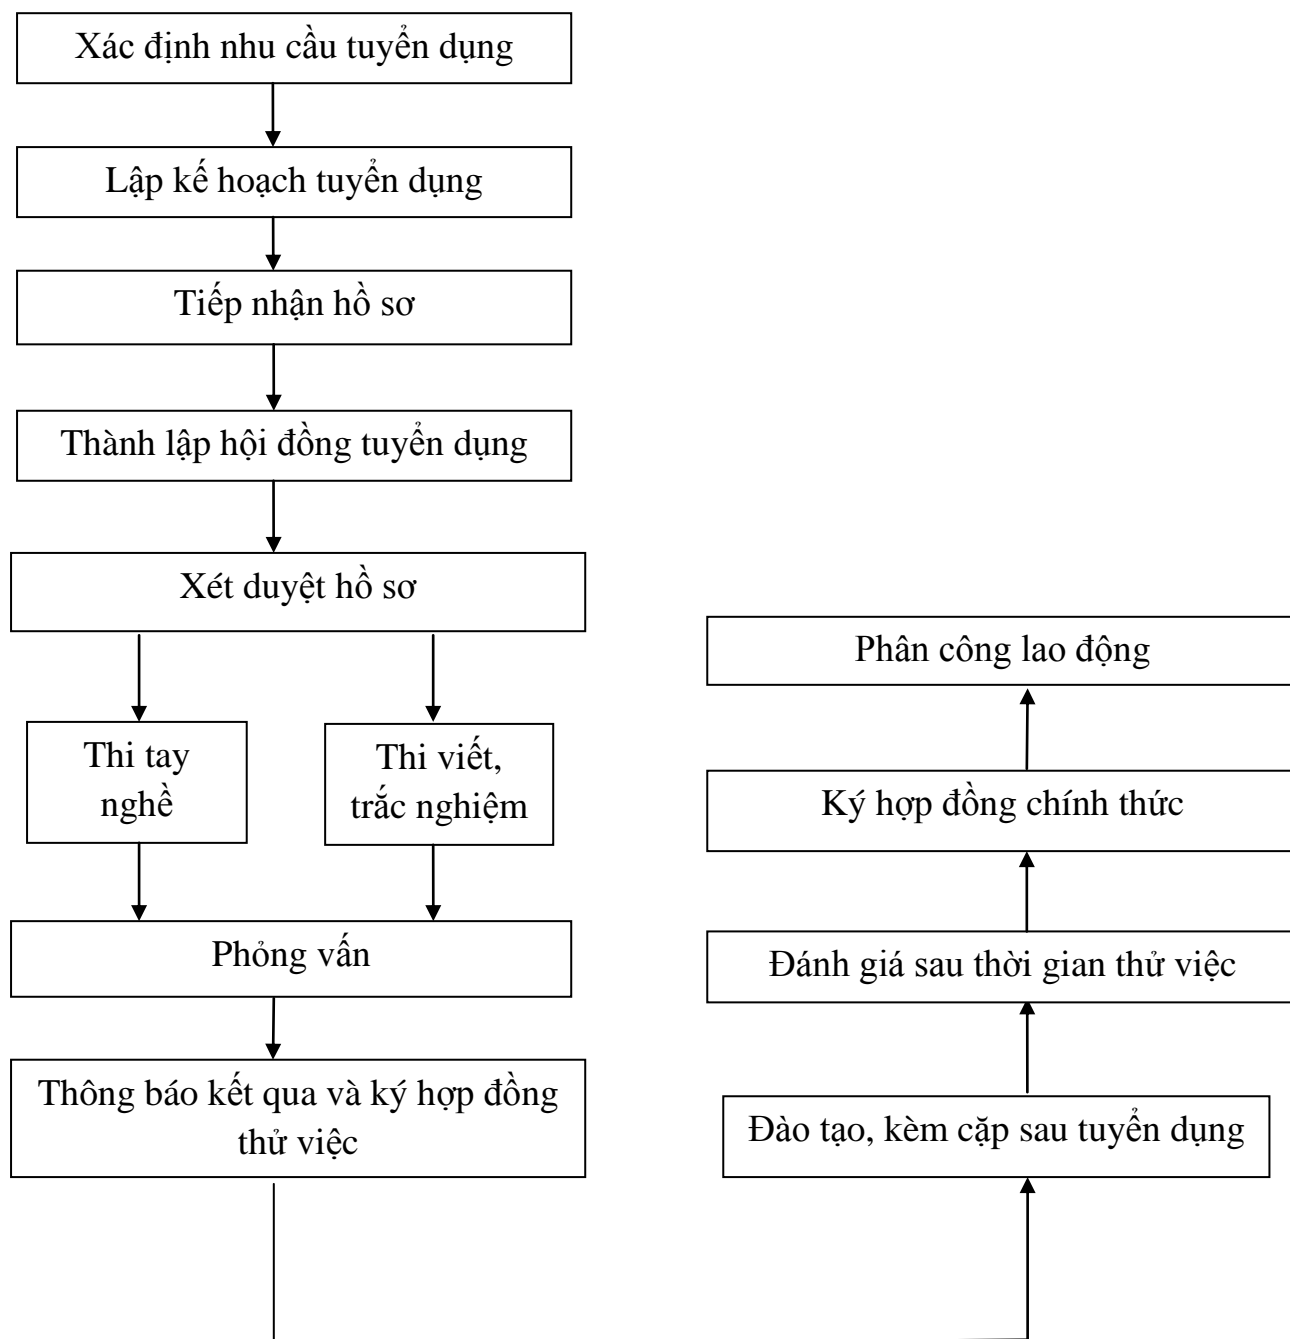 Xác định nhu cầu tuyển dụng
Lập kế hoạch tuyển dụng
Tiếp nhận hồ sơ
Thành lập hội đồng tuyển dụng
Xét duyệt hồ sơ
Thi tay
nghề
Thi viết,
trắc nghiệm
Phỏng vấn
Thông báo kết qua và ký hợp đồng
thử việc
Đào tạo, kèm cặp sau tuyển dụng
Đánh giá sau thời gian thử việc
Ký hợp đồng chính thức
Phân công lao động